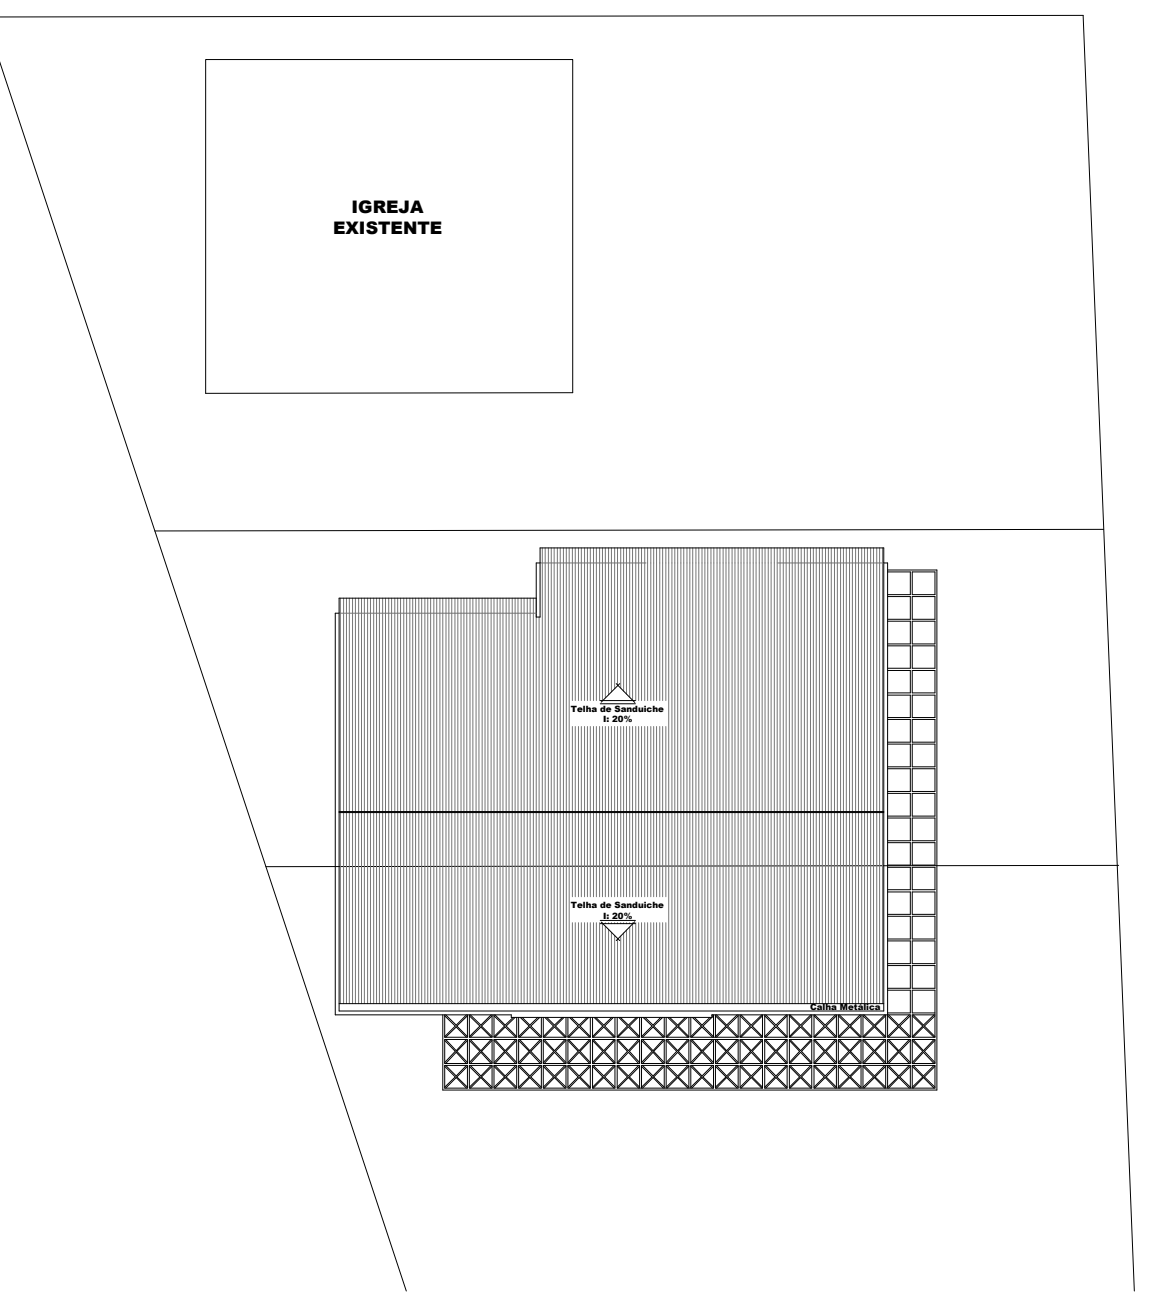 IGREJA
EXISTENTE
Telha de Sanduiche
I: 20%
Telha de Sanduiche
I: 20%
Calha Metálica